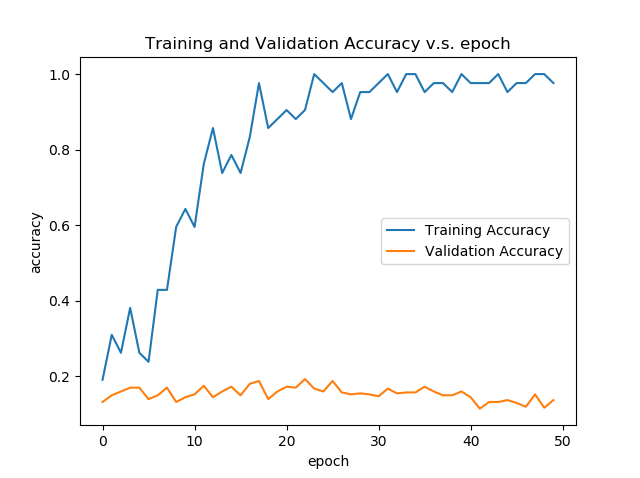 Training and Validation Accuracy v.s. epoch
1.0
0.8
0.6
0.4
0.2
accuracy
Training Accuracy
Validation Accuracy
0 10 20 30 40 50
epoch